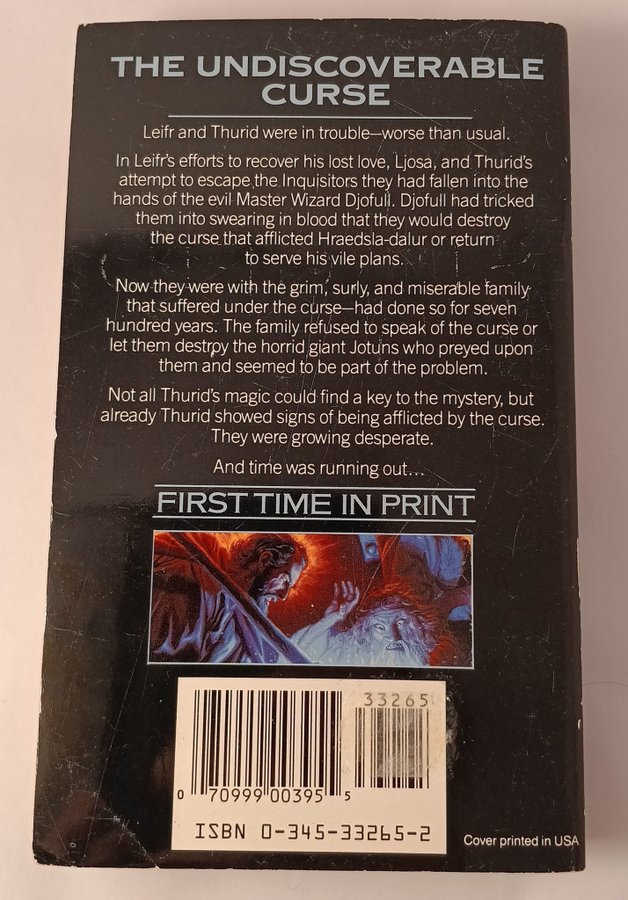 THE UNDISCOVERABLE
CURSE
Leifr and Thurid were in trouble—worse than usual.
In Leifr's efforts to recover his lost love, Ljosa, and Thurid's
attempt to escape the Inquisitors they had fallen into the
hands of the evil Master Wizard Djofull. Djofull had tricked
them into swearing in blood that they would destroy
the curse that afflicted Hraedsla-dalur or return
to serve his vile plans.
Now they were with the grim, surly, and miserable family
that suffered under the curse—had done so for seven
hundred years. The family refused to speak of the curse or
let them destroy the horrid giant Jotuns who preyed upon
them and seemed to be part of the problem.
Not all Thurid's magic could find a key to the mystery, but
already Thurid showed signs of being afflicted by the curse.
They were growing desperate.
And time was running out...
FIRST TIME IN PRINT
33265
0 70999 00395 5
ISBN 0-345-33265-2
Cover printed in USA